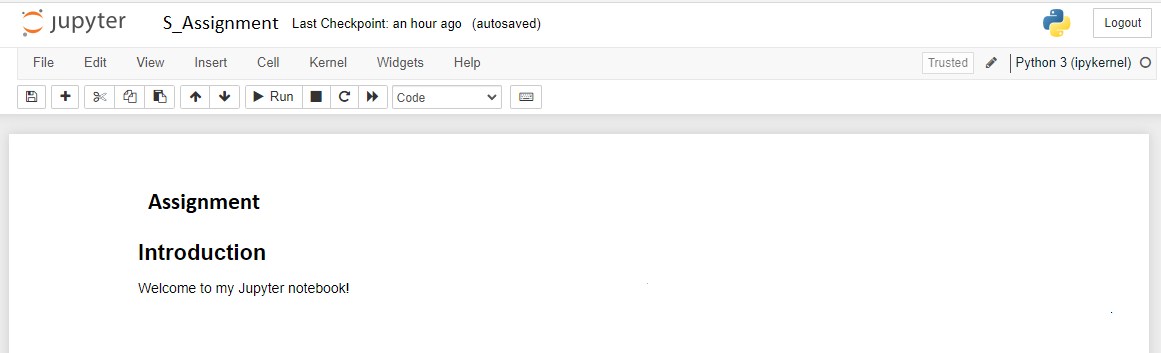 jupyter S_Assignment Last Checkpoint: an hour ago (autosaved) Logout
File Edit View Insert Cell Kernel Widgets Help Trusted Python 3 (ipykernel)
Run Code
Assignment
Introduction
Welcome to my Jupyter notebook!